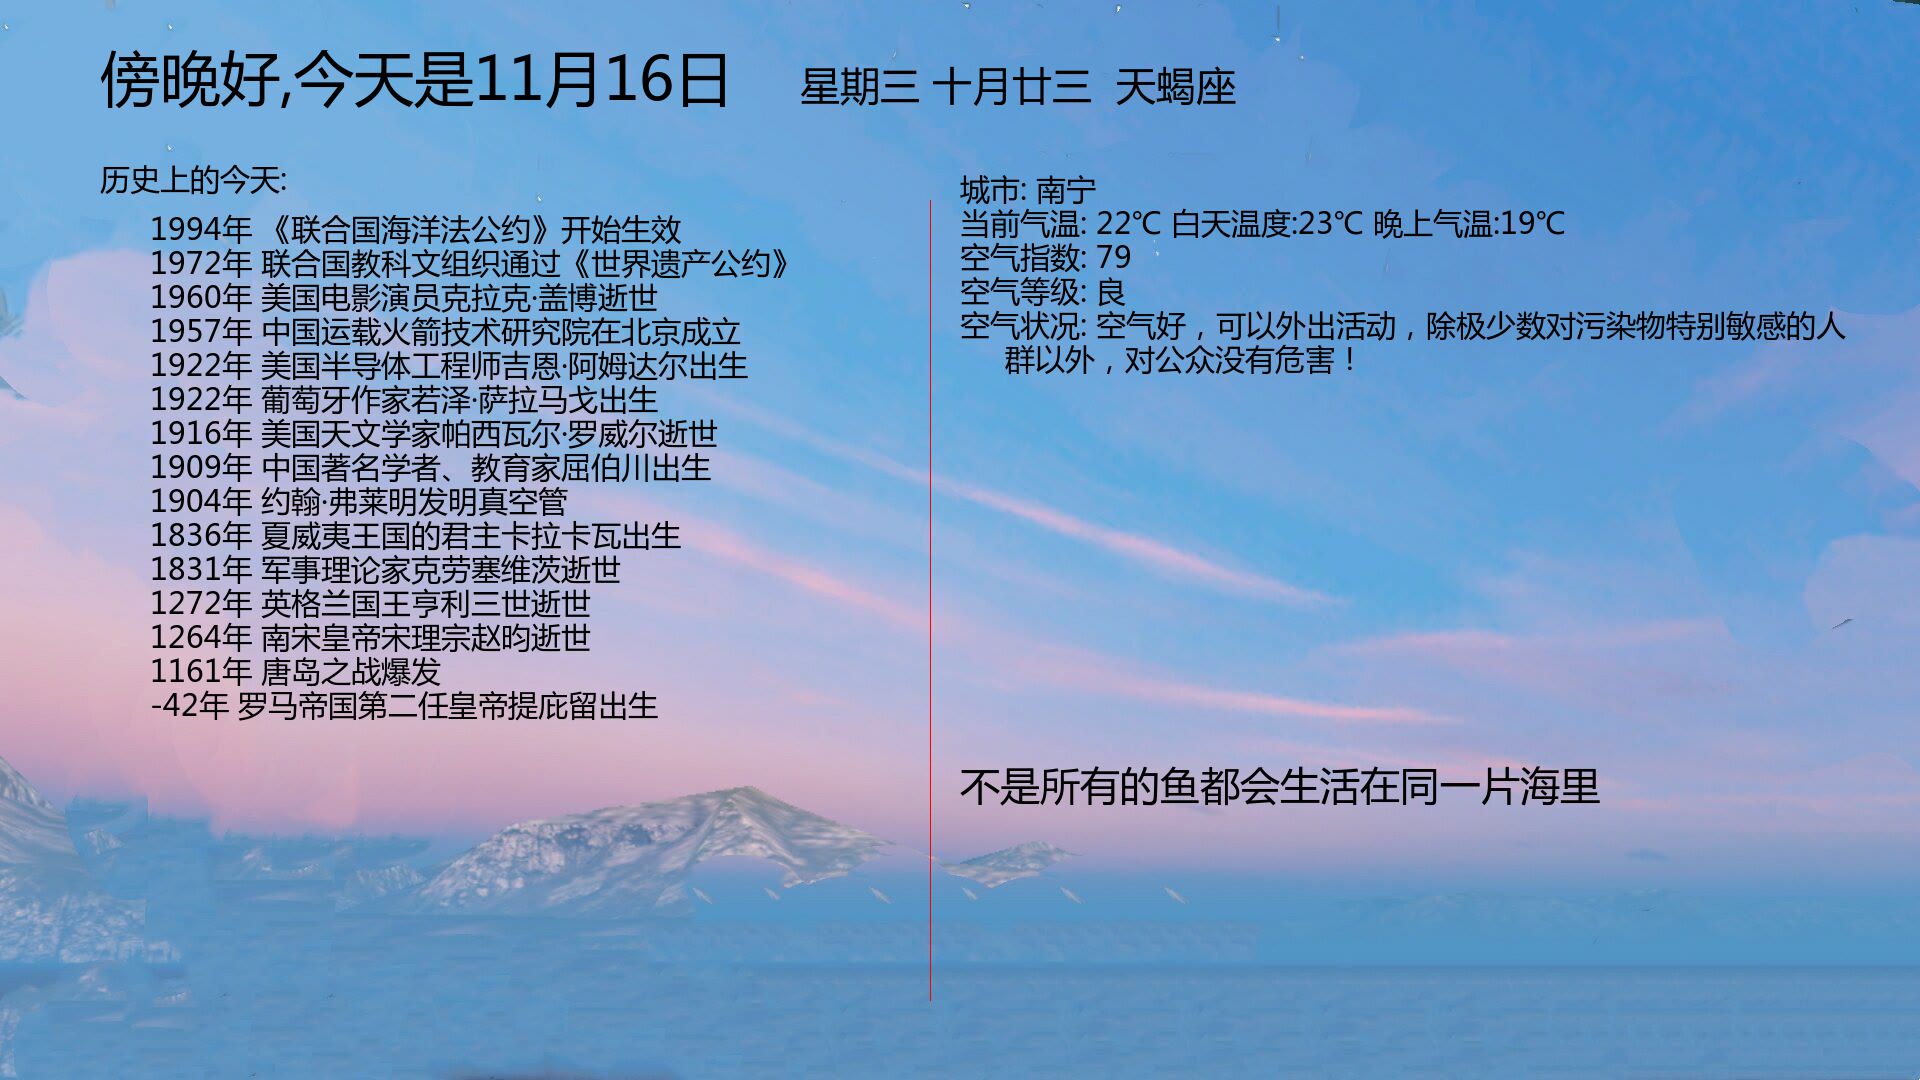 傍晚好,今天是11月16日 星期三 十月廿三 天蝎座
历史上的今天:
1994年 《联合国海洋法公约》开始生效
1972年 联合国教科文组织通过《世界遗产公约》
1960年 美国电影演员克拉克·盖博逝世
1957年 中国运载火箭技术研究院在北京成立
1922年 美国半导体工程师吉恩·阿姆达尔出生
1922年 葡萄牙作家若泽·萨拉马戈出生
1916年 美国天文学家帕西瓦尔·罗威尔逝世
1909年 中国著名学者、教育家屈伯川出生
1904年 约翰·弗莱明发明真空管
1836年 夏威夷王国的君主卡拉卡瓦出生
1831年 军事理论家克劳塞维茨逝世
1272年 英格兰国王亨利三世逝世
1264年 南宋皇帝宋理宗赵昀逝世
1161年 唐岛之战爆发
-42年 罗马帝国第二任皇帝提庇留出生
城市: 南宁
当前气温: 22℃ 白天温度:23℃ 晚上气温:19℃
空气指数: 79
空气等级: 良
空气状况: 空气好，可以外出活动，除极少数对污染物特别敏感的人
群以外，对公众没有危害！
不是所有的鱼都会生活在同一片海里